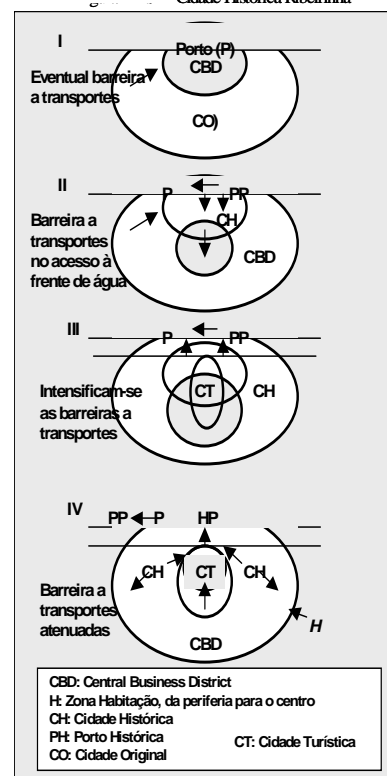 Cidade Histórica Ribeirinha
I
Porto (P)
CBD
Eventual barreira
a transportes
CO)
II
P PP
CH
Barreira a
transportes
no acesso à
frente de água
CBD
III
P PP
Intensificam-se
as barreiras a
transportes
CT CH
IV
PP P HP
CH CT CH
Barreira a
transportes
atenuadas
H
CBD
CBD: Central Business District
H: Zona Habitação, da periferia para o centro
CH: Cidade Histórica
PH: Porto Histórica
CO: Cidade Original
CT: Cidade Turística